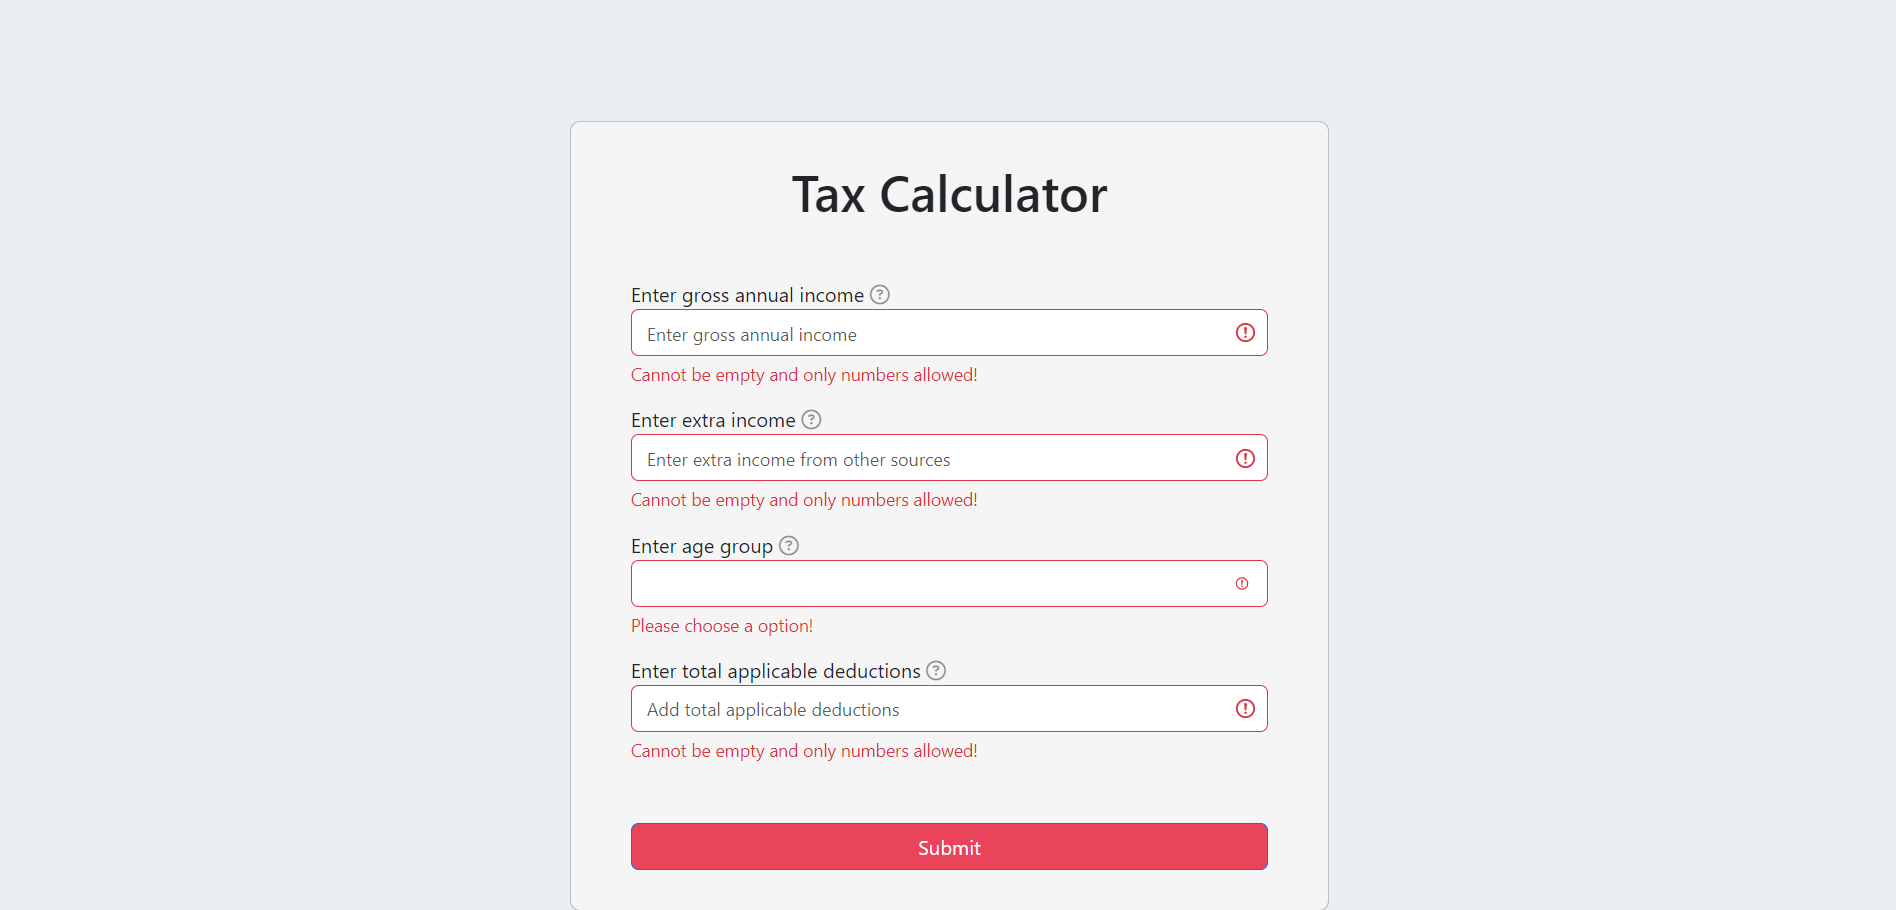 Tax Calculator
Enter gross annual income ?
Enter gross annual income
Cannot be empty and only numbers allowed!
Enter extra income ?
Enter extra income from other sources
Cannot be empty and only numbers allowed!
Enter age group ?
Please choose a option!
Enter total applicable deductions ?
Add total applicable deductions
Cannot be empty and only numbers allowed!
Submit